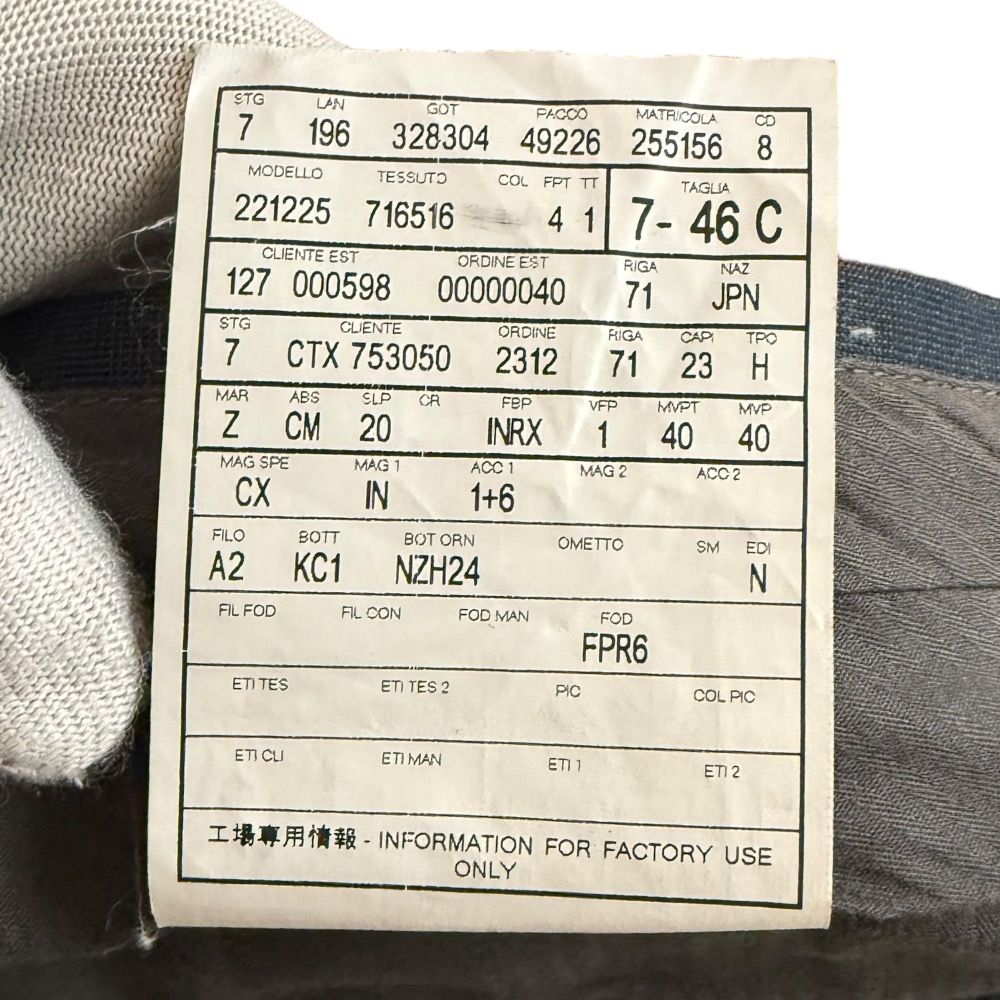 STG LAN GOT PACCO MATRICOLA CD
7 196 328304 49226 255156 8
MODELLO TESSUTO COL FPT TT TAGLIA
221225 716516 4 1 7- 46 C
CLIENTE EST ORDINE EST RIGA NAZ
127 000598 00000040 71 JPN
STG CLIENTE ORDINE RIGA CAPI TPO
7 CTX 753050 2312 71 23 H
MAR ABS SLP CR FBP VFP MVPT MVP
Z CM 20 INRX 1 40 40
MAG SPE MAG 1 ACC 1 MAG 2 ACC 2
CX IN 1+6
FILO BOTT BOT ORN OMETTO SM EDI
A2 KC1 NZH24 N
FIL FOD FIL CON FOD MAN FOD
FPR6
ETI TES ETI TES 2 PIC COL PIC
ETI CLI ETI MAN ETI 1 ETI 2
工場専用情報 - INFORMATION FOR FACTORY USE
ONLY